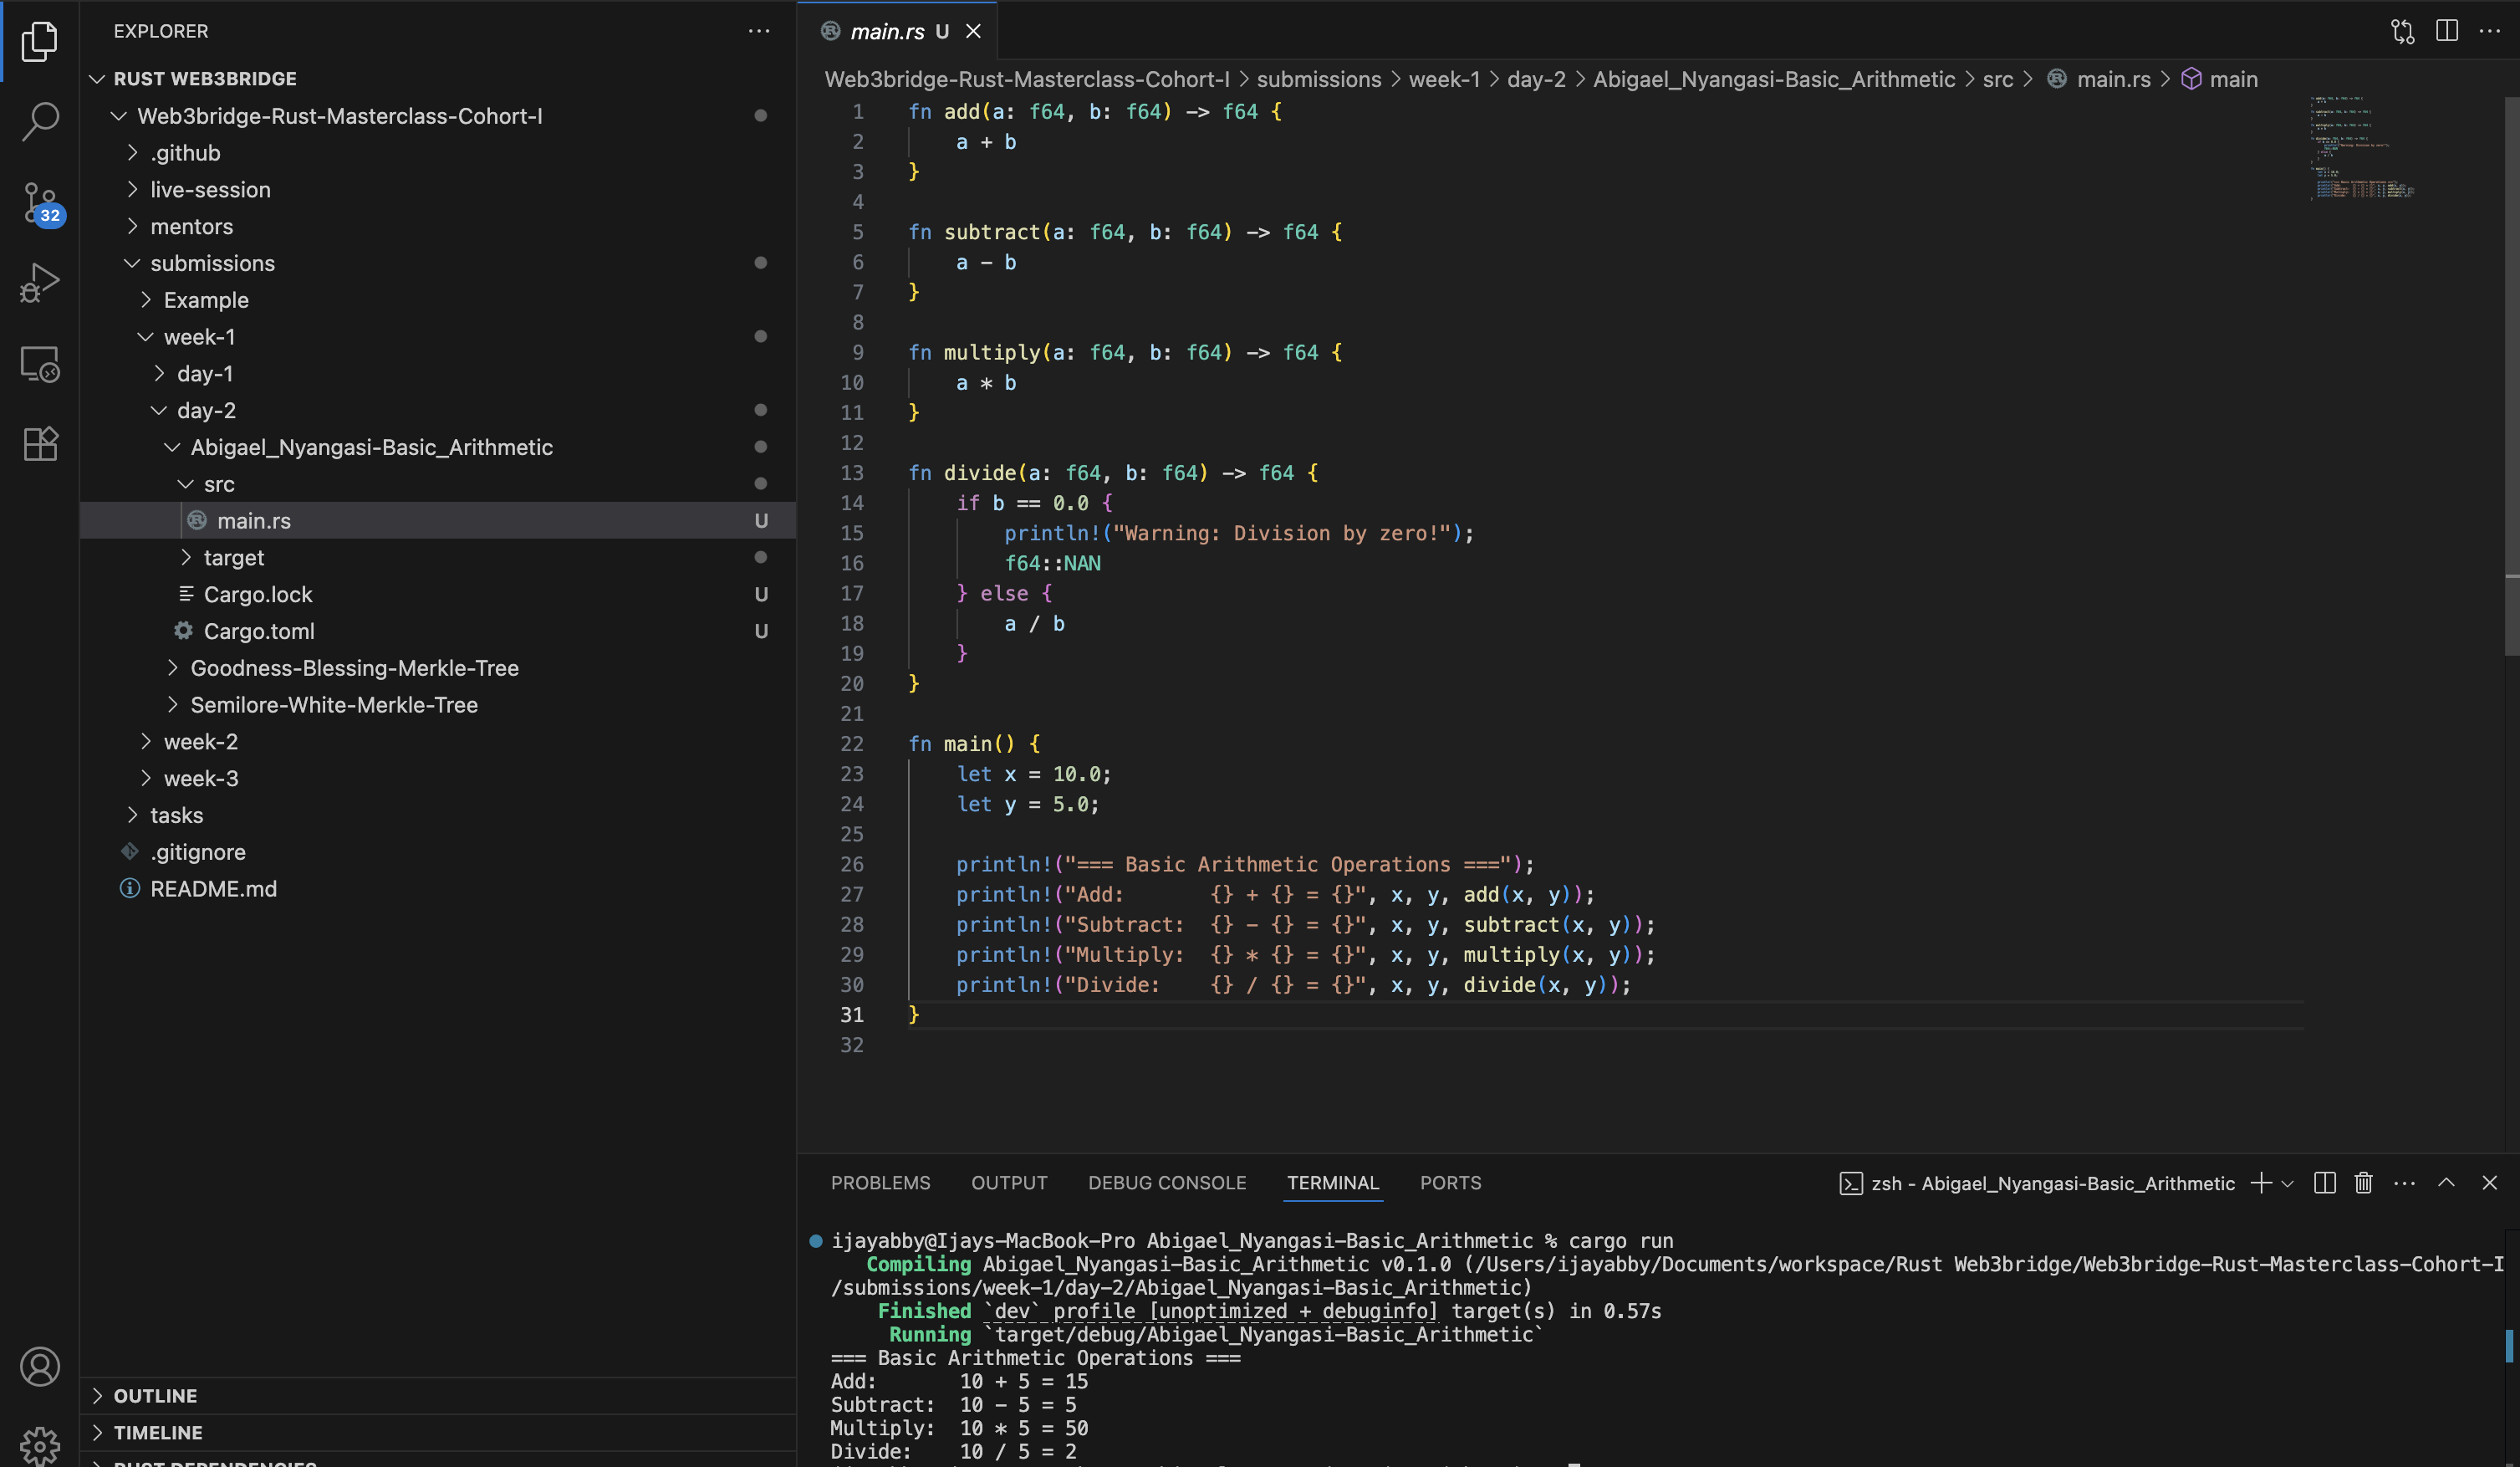 EXPLORER
RUST WEB3BRIDGE
Web3bridge-Rust-Masterclass-Cohort-I
.github
live-session
32
mentors
submissions
Example
week-1
day-1
day-2
Abigael_Nyangasi-Basic_Arithmetic
src
main.rs U
target
Cargo.lock U
Cargo.toml U
Goodness-Blessing-Merkle-Tree
Semilore-White-Merkle-Tree
week-2
week-3
tasks
.gitignore
README.md
OUTLINE
TIMELINE
RUST DEPENDENCIES
main.rs U
Web3bridge-Rust-Masterclass-Cohort-I > submissions > week-1 > day-2 > Abigael_Nyangasi-Basic_Arithmetic > src > main.rs > main
1 fn add(a: f64, b: f64) -> f64 {
2     a + b
3 }
4
5 fn subtract(a: f64, b: f64) -> f64 {
6     a - b
7 }
8
9 fn multiply(a: f64, b: f64) -> f64 {
10     a * b
11 }
12
13 fn divide(a: f64, b: f64) -> f64 {
14     if b == 0.0 {
15         println!("Warning: Division by zero!");
16         f64::NAN
17     } else {
18         a / b
19     }
20 }
21
22 fn main() {
23     let x = 10.0;
24     let y = 5.0;
25
26     println!("=== Basic Arithmetic Operations ===");
27     println!("Add:       {} + {} = {}", x, y, add(x, y));
28     println!("Subtract:  {} - {} = {}", x, y, subtract(x, y));
29     println!("Multiply:  {} * {} = {}", x, y, multiply(x, y));
30     println!("Divide:    {} / {} = {}", x, y, divide(x, y));
31 }
32
PROBLEMS OUTPUT DEBUG CONSOLE TERMINAL PORTS zsh - Abigael_Nyangasi-Basic_Arithmetic
ijayabby@Ijays-MacBook-Pro Abigael_Nyangasi-Basic_Arithmetic % cargo run
   Compiling Abigael_Nyangasi-Basic_Arithmetic v0.1.0 (/Users/ijayabby/Documents/workspace/Rust Web3bridge/Web3bridge-Rust-Masterclass-Cohort-I
/submissions/week-1/day-2/Abigael_Nyangasi-Basic_Arithmetic)
    Finished `dev` profile [unoptimized + debuginfo] target(s) in 0.57s
     Running `target/debug/Abigael_Nyangasi-Basic_Arithmetic`
=== Basic Arithmetic Operations ===
Add:       10 + 5 = 15
Subtract:  10 - 5 = 5
Multiply:  10 * 5 = 50
Divide:    10 / 5 = 2